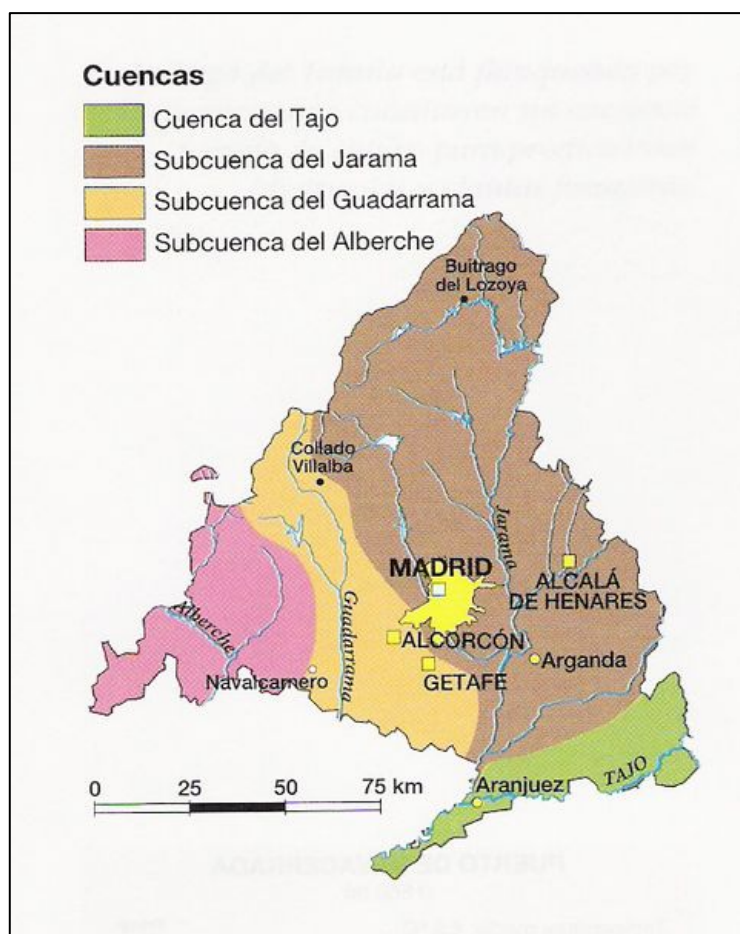 Cuencas
Cuenca del Tajo
Subcuenca del Jarama
Subcuenca del Guadarrama
Subcuenca del Alberche
Buitrago
del Lozoya
Collado
Villalba
Jarama
MADRID
ALCALÁ
DE HENARES
Alberche
Guadarrama
ALCORCÓN
Arganda
Navalcarnero
GETAFE
0 25 50 75 km
Aranjuez
TAJO